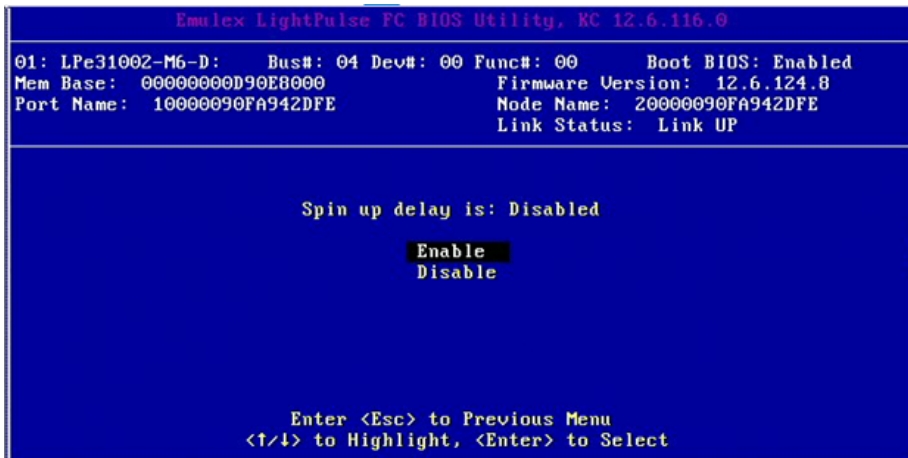 Emulex LightPulse FC BIOS Utility, KC 12.6.116.0
01: LPe31002-M6-D: Bus#: 04 Dev#: 00 Func#: 00 Boot BIOS: Enabled
Mem Base: 00000000D90E8000 Firmware Version: 12.6.124.8
Port Name: 10000090FA942DFE Node Name: 20000090FA942DFE
Link Status: Link UP
Spin up delay is: Disabled
Enable
Disable
Enter <Esc> to Previous Menu
<↑/↓> to Highlight, <Enter> to Select